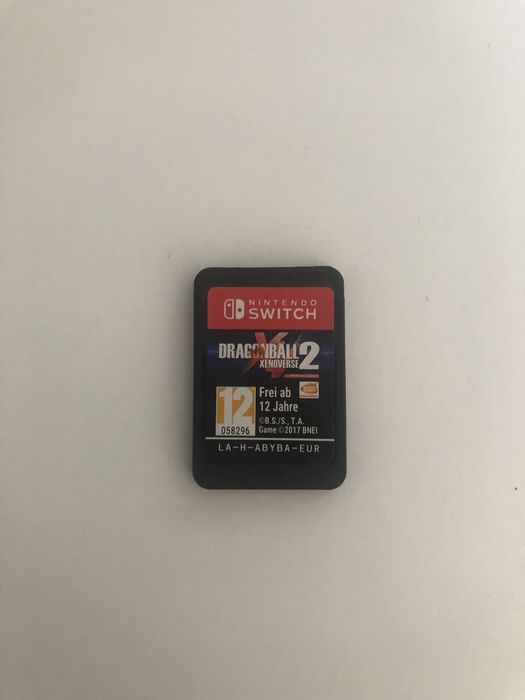 NINTENDO
SWITCH
DRAGONBALL
XENOVERSE 2
12
058296
Frei ab
12 Jahre
©B.S./S., T.A.
Game ©2017 BNEI
LA-H-ABYBA-EUR